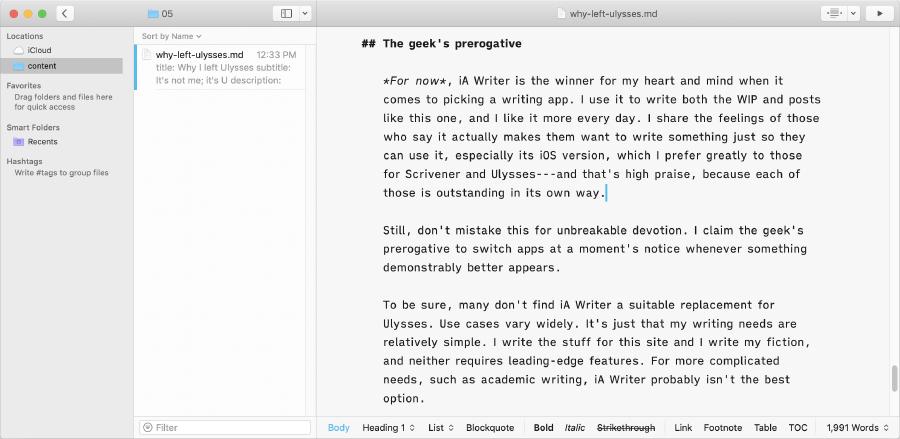 05
why-left-ulysses.md
Locations
iCloud
content
Favorites
Drag folders and files here
for quick access
Smart Folders
Recents
Hashtags
Write #tags to group files
Sort by Name
why-left-ulysses.md 12:33 PM
title: Why I left Ulysses subtitle:
It's not me; it's U description:
Filter
## The geek's prerogative
*For now*, iA Writer is the winner for my heart and mind when it
comes to picking a writing app. I use it to write both the WIP and posts
like this one, and I like it more every day. I share the feelings of those
who say it actually makes them want to write something just so they
can use it, especially its iOS version, which I prefer greatly to those
for Scrivener and Ulysses---and that's high praise, because each of
those is outstanding in its own way.
Still, don't mistake this for unbreakable devotion. I claim the geek's
prerogative to switch apps at a moment's notice whenever something
demonstrably better appears.
To be sure, many don't find iA Writer a suitable replacement for
Ulysses. Use cases vary widely. It's just that my writing needs are
relatively simple. I write the stuff for this site and I write my fiction,
and neither requires leading-edge features. For more complicated
needs, such as academic writing, iA Writer probably isn't the best
option.
Body Heading 1 List Blockquote Bold Italic Strikethrough Link Footnote Table TOC 1,991 Words